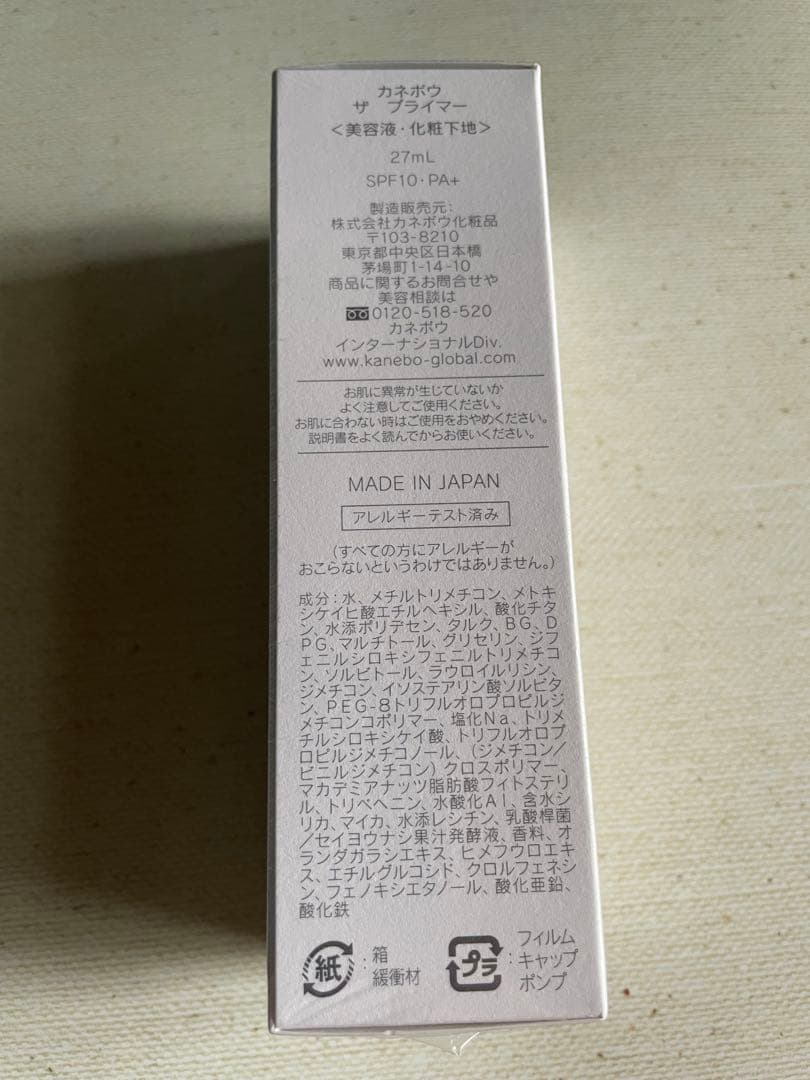 カネボウ
ザ プライマー
<美容液・化粧下地>
27mL
SPF10・PA+
製造販売元:
株式会社カネボウ化粧品
〒103-8210
東京都中央区日本橋
茅場町1-14-10
商品に関するお問合せや
美容相談は
0120-518-520
カネボウ
インターナショナルDiv.
www.kanebo-global.com
お肌に異常が生じていないか
よく注意してご使用ください。
お肌に合わない時はご使用をおやめください。
説明書をよく読んでからお使いください。
MADE IN JAPAN
アレルギーテスト済み
(すべての方にアレルギーが
おこらないというわけではありません。)
成分:水、メチルトリメチコン、メトキ
シケイヒ酸エチルヘキシル、酸化チタ
ン、水添ポリデセン、タルク、BG、D
PG、マルチトール、グリセリン、ジフ
ェニルシロキシフェニルトリメチコ
ン、ソルビトール、ラウロイルリシン、
ジメチコン、イソステアリン酸ソルビタ
ン、PEG-8トリフルオロプロピルジ
メチコンコポリマー、塩化Na、トリメ
チルシロキシケイ酸、トリフルオロプ
ロピルジメチコノール、(ジメチコン/
ビニルジメチコン)クロスポリマー、
マカデミアナッツ脂肪酸フィトステリ
ル、トリベヘニン、水酸化Al、含水シ
リカ、マイカ、水添レシチン、乳酸桿菌
/セイヨウナシ果汁発酵液、香料、オ
ランダガラシエキス、ヒメフウロエキ
ス、エチルグルコシド、クロルフェネシ
ン、フェノキシエタノール、酸化亜鉛、
酸化鉄
紙:箱
緩衝材
プラ:フィルム
キャップ
ポンプ